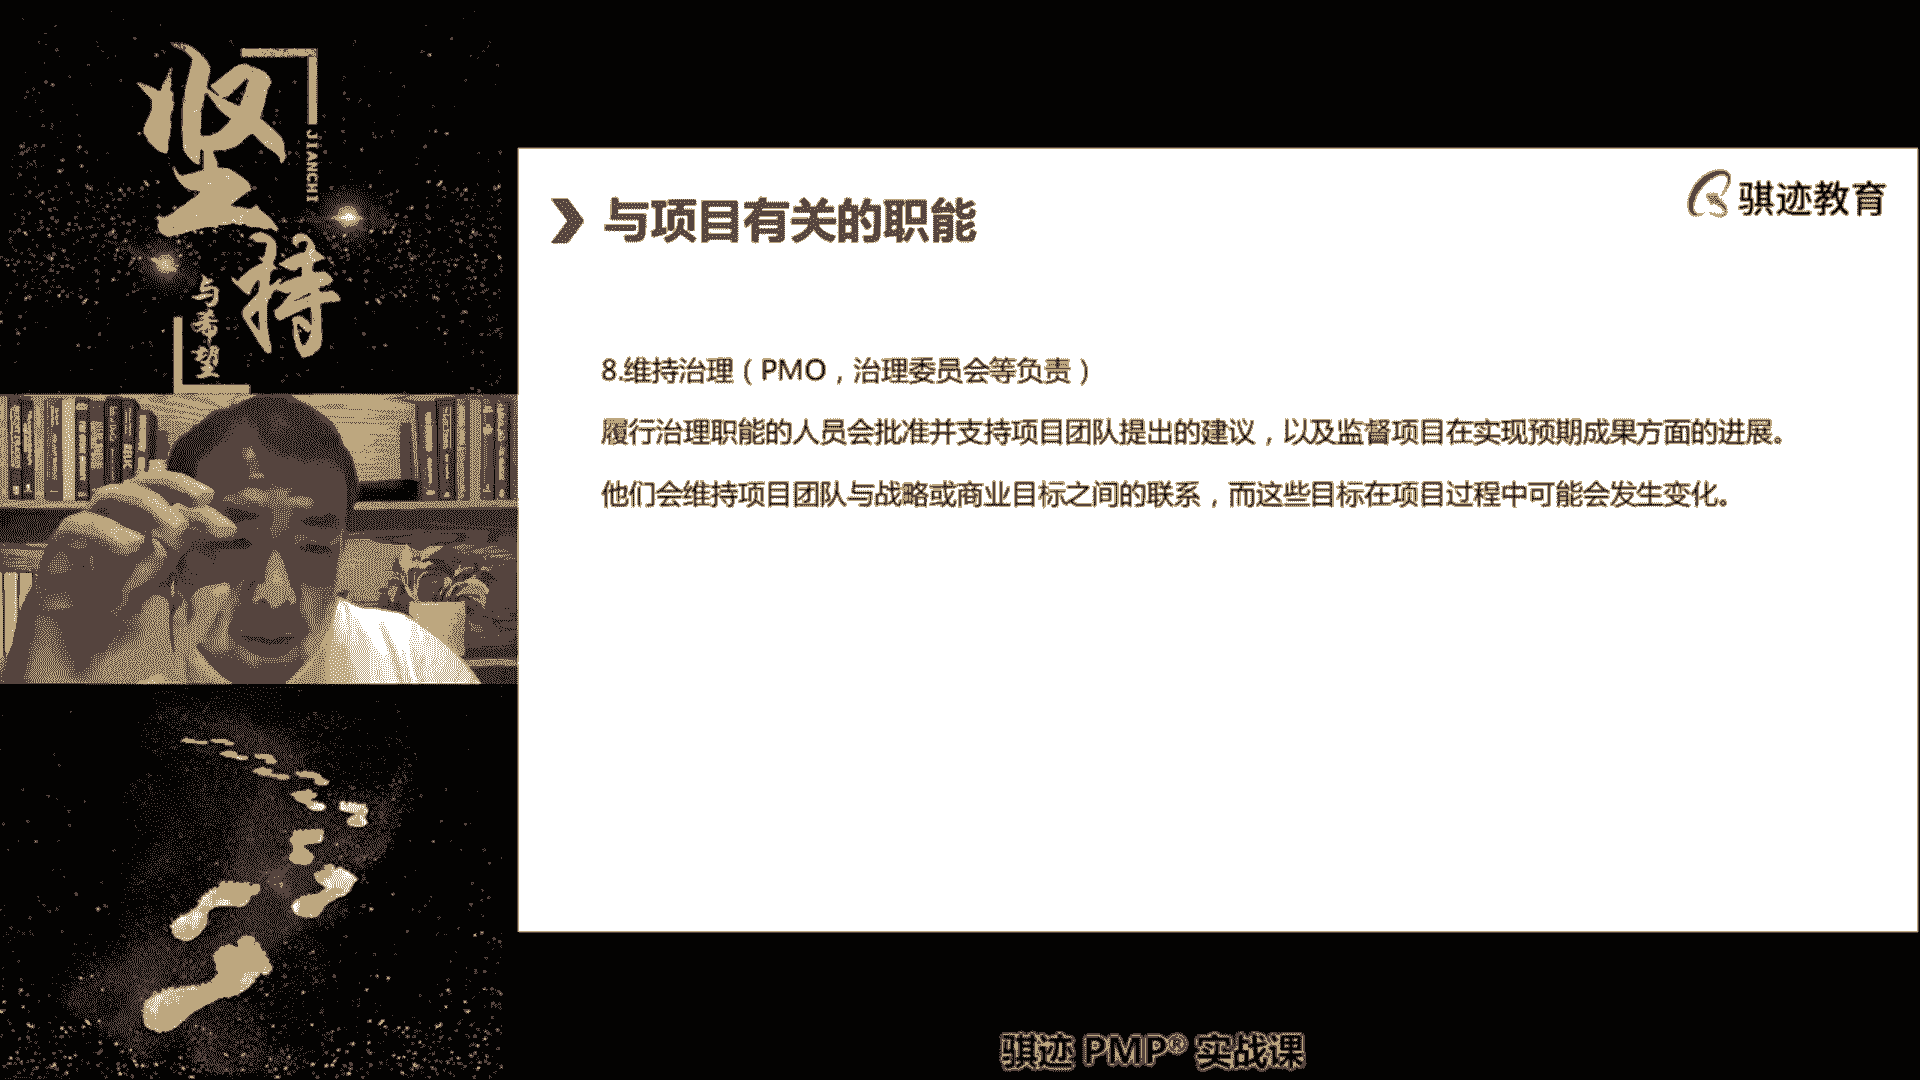 坚持
JIANCHI
与希望
与项目有关的职能
骐迹教育
8.维持治理（PMO，治理委员会等负责）
履行治理职能的人员会批准并支持项目团队提出的建议，以及监督项目在实现预期成果方面的进展。
他们会维持项目团队与战略或商业目标之间的联系，而这些目标在项目过程中可能会发生变化。
骐迹 PMP® 实战课